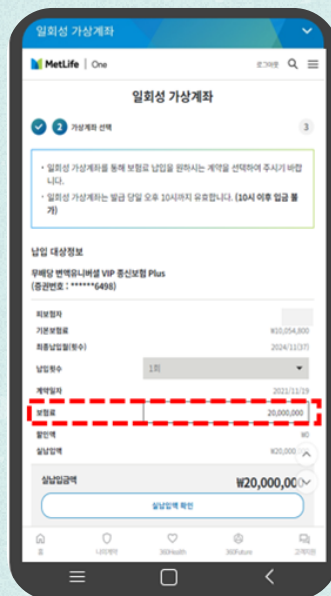 일회성 가상계좌
MetLife | One
로그아웃
일회성 가상계좌
2 가상계좌 선택
3
· 일회성 가상계좌를 통해 보험료 납입을 원하시는 계약을 선택하여 주시기 바랍
니다.
· 일회성 가상계좌는 발급 당일 오후 10시까지 유효합니다. (10시 이후 입금 불
가)
납입 대상정보
무배당 변액유니버셜 VIP 종신보험 Plus
(증권번호 : ******6498)
피보험자
기본보험료 ₩10,054,800
최종납입월(횟수) 2024/11(37)
납입횟수 1회
계약일자 2021/11/19
보험료 20,000,000
할인액 ₩0
실납입액 ₩20,000
실납입금액 ₩20,000,00
실납입액 확인
홈 나의계약 360Health 360Future 고객지원